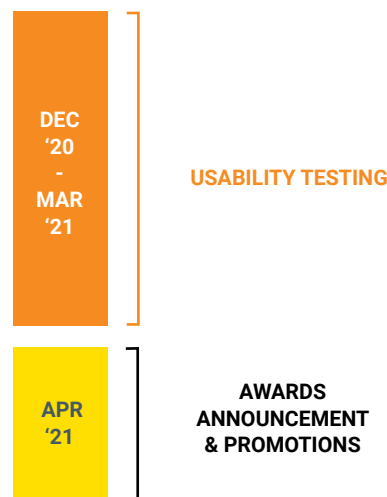 DEC
‘20
-
MAR
‘21
USABILITY TESTING
APR
‘21
AWARDS
ANNOUNCEMENT
& PROMOTIONS